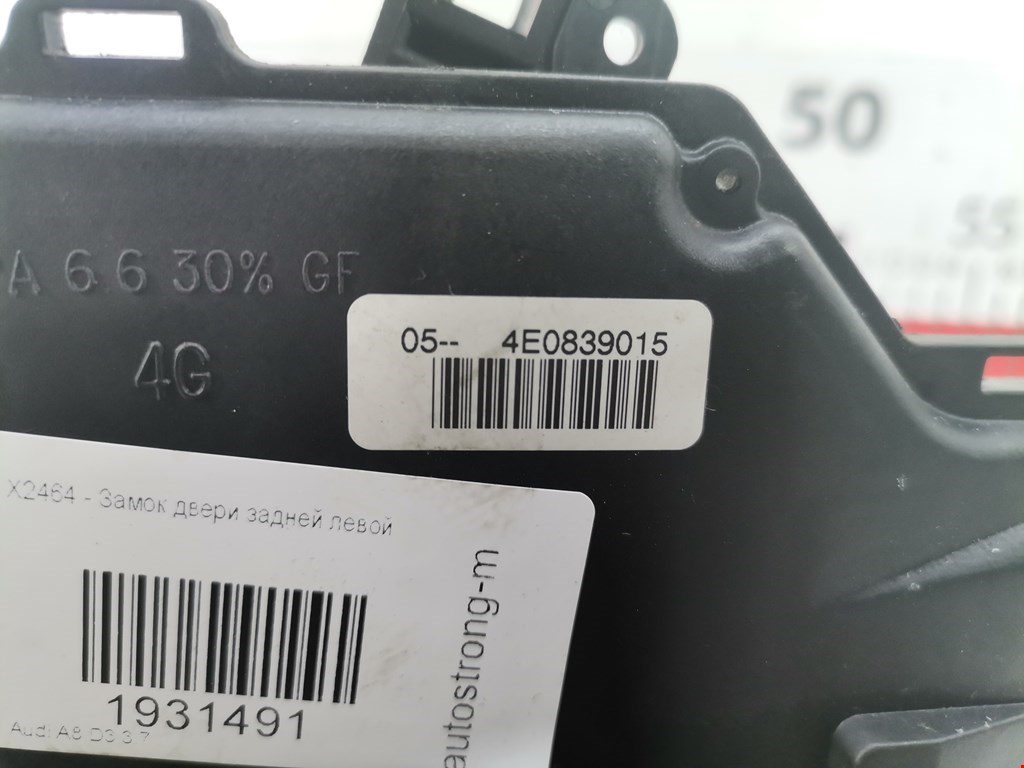 50
55
A 6 6 30% GF
4G
05-- 4E0839015
X2464 - Замок двери задней левой
1931491
Audi A8 D3 3.7
autostrong-m